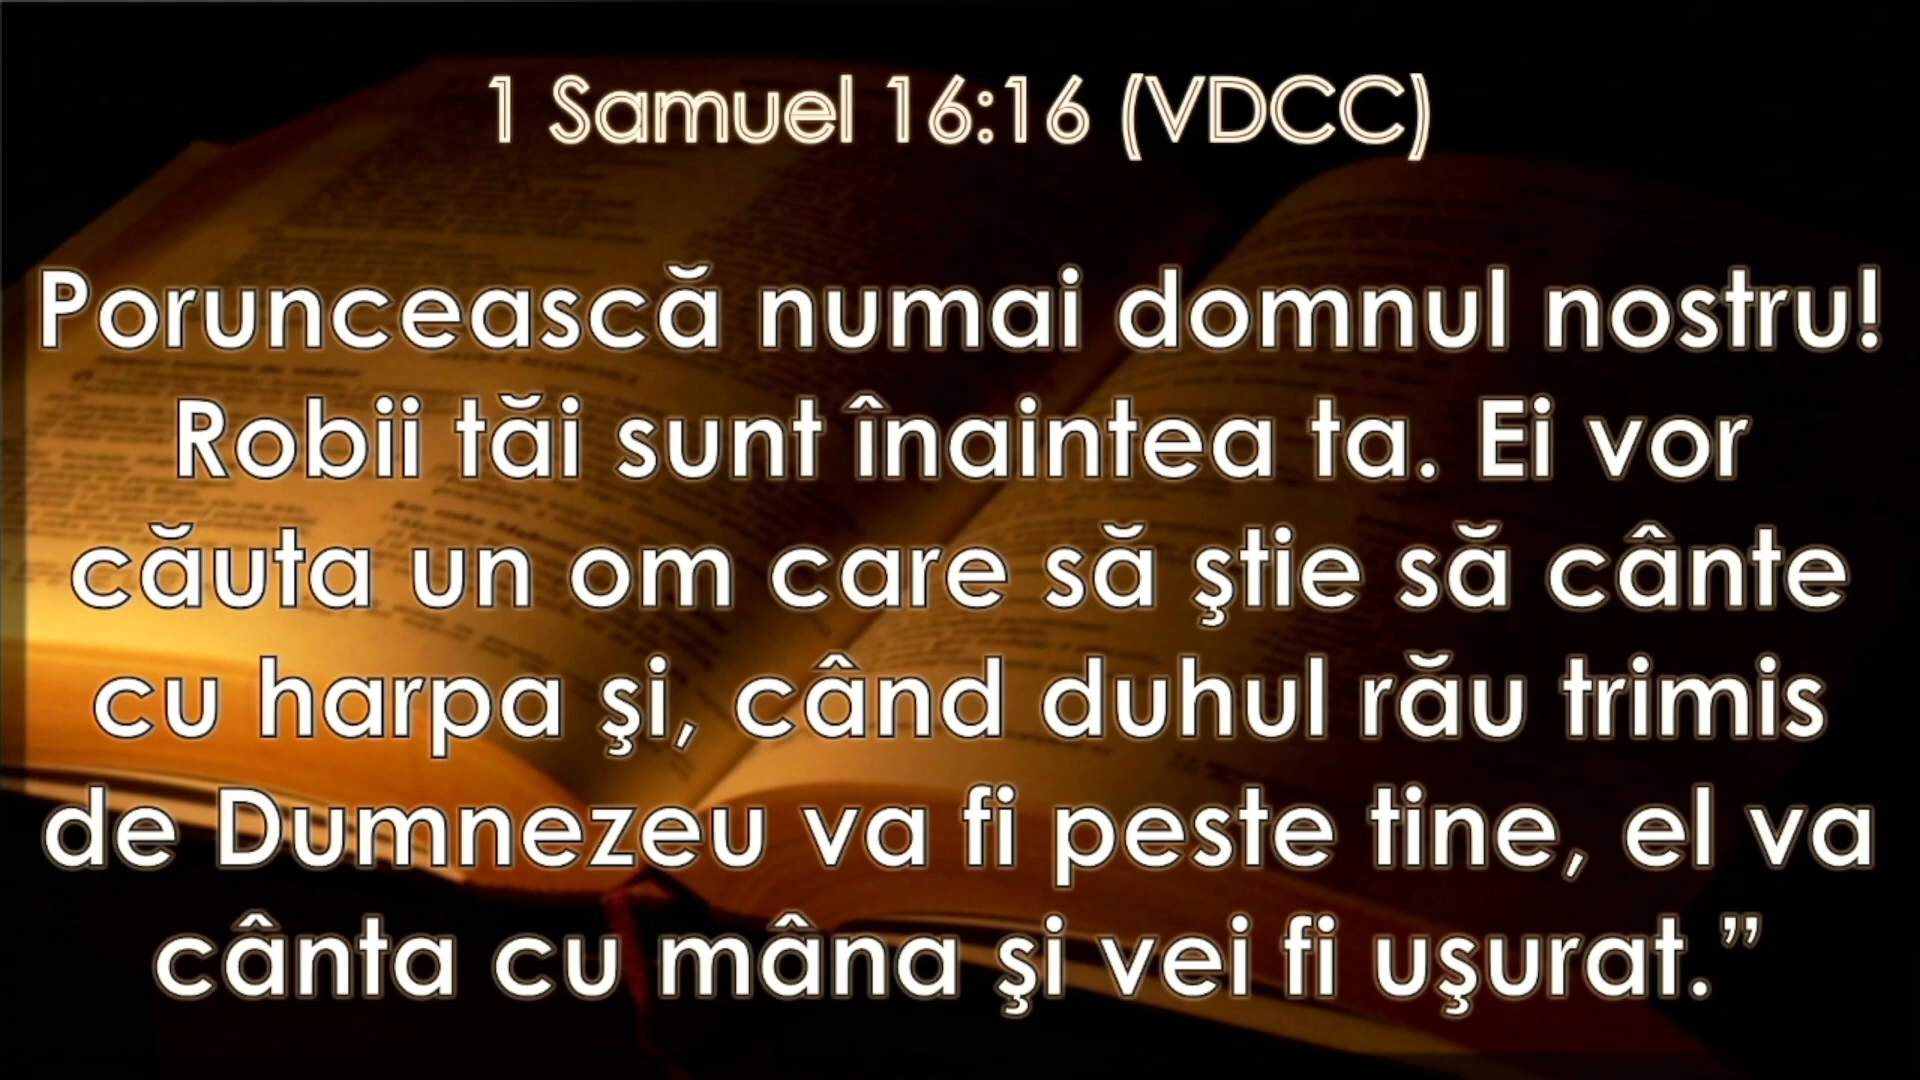 1 Samuel 16:16 (VDCC)
Poruncească numai domnul nostru!
Robii tăi sunt înaintea ta. Ei vor
căuta un om care să ştie să cânte
cu harpa şi, când duhul rău trimis
de Dumnezeu va fi peste tine, el va
cânta cu mâna şi vei fi uşurat.”